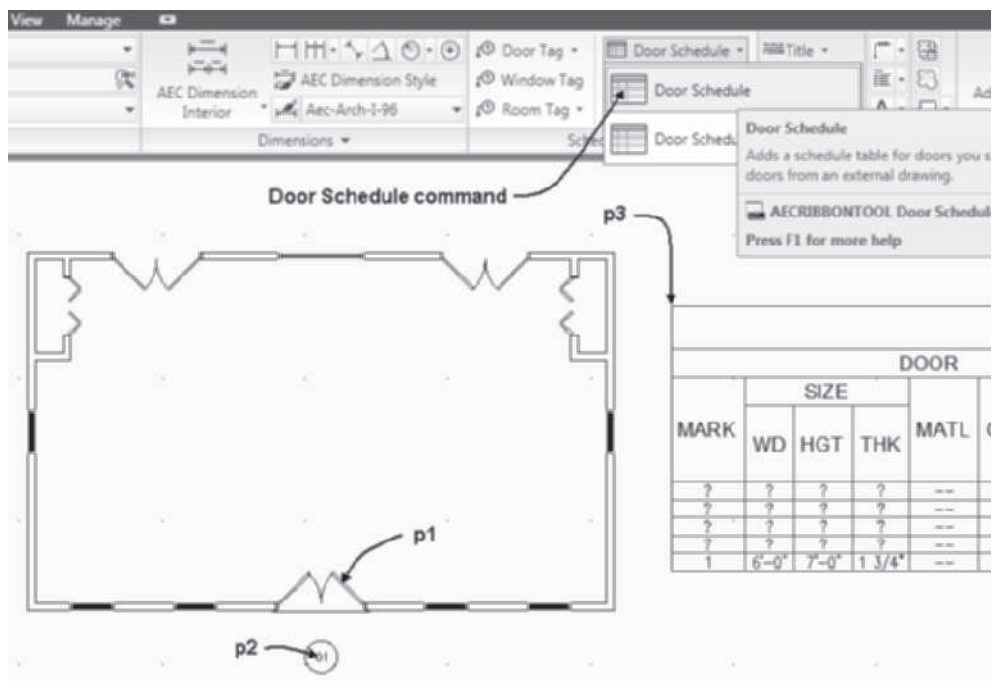 View Manage
Door Tag
Door Schedule
Title
AEC Dimension Style
Window Tag
Door Schedule
AEC Dimension
Interior
Aec-Arch-I-96
Room Tag
Dimensions
Door Schedule
Adds a schedule table for doors you s
doors from an external drawing.
AECRIBBONTOOL Door Schedul
Press F1 for more help
Door Schedule command
p3
DOOR
SIZE
MARK WD HGT THK MATL
? ? ? ? --
? ? ? ? --
? ? ? ? --
? ? ? ? --
1 6'-0" 7'-0" 1 3/4" --
p1
p2